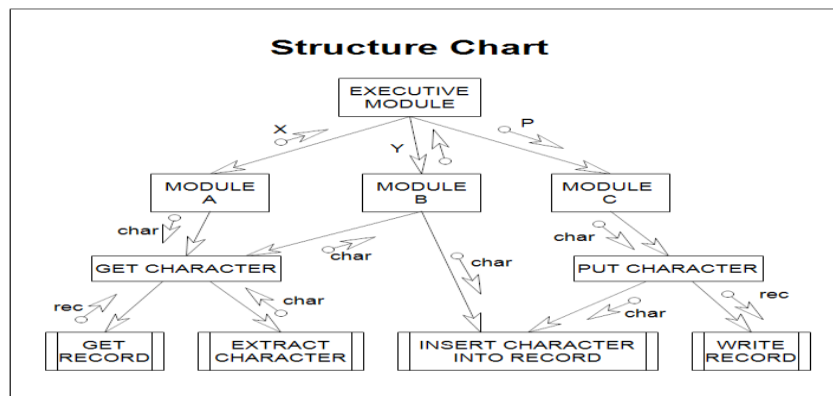 Structure Chart
EXECUTIVE
MODULE
X
P
Y
MODULE
A
MODULE
B
MODULE
C
char
char
char
char
GET CHARACTER
PUT CHARACTER
rec
char
char
rec
GET
RECORD
EXTRACT
CHARACTER
INSERT CHARACTER
INTO RECORD
WRITE
RECORD